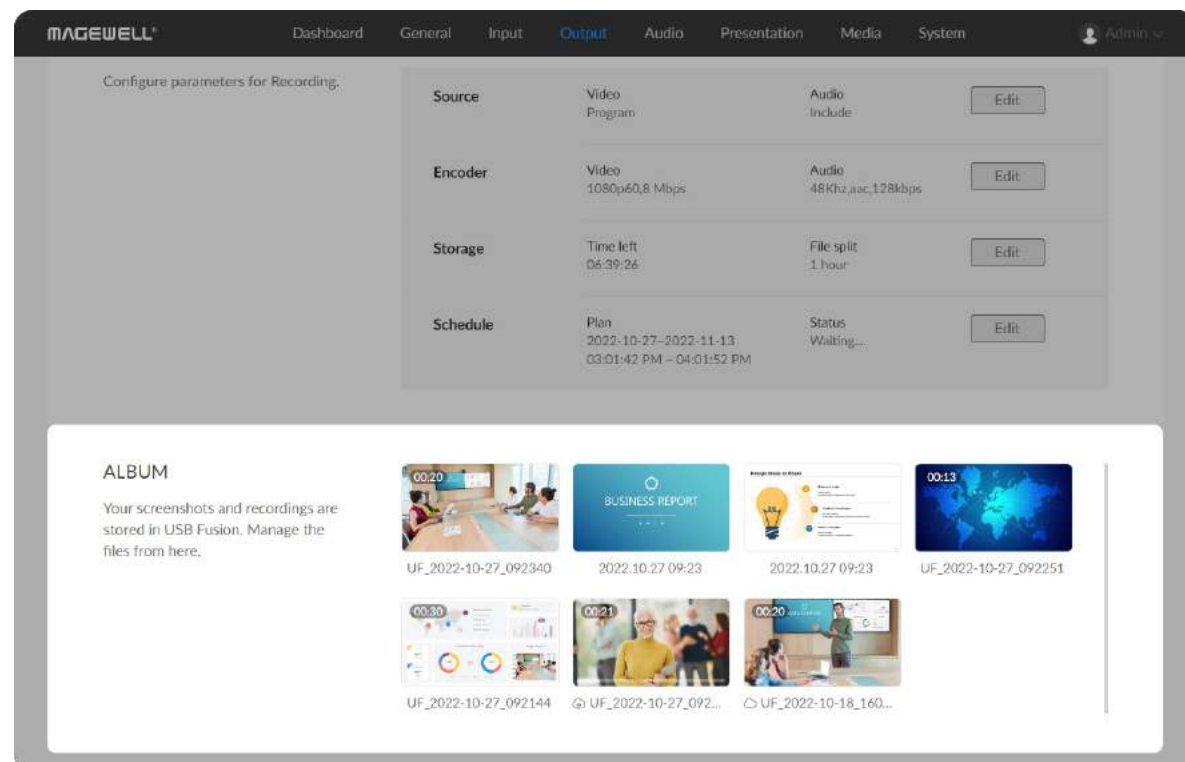 MAGEWELL®
Dashboard General Input Output Audio Presentation Media System Admin
Configure parameters for Recording.
Source
Video
Program
Audio
Include
Edit
Encoder
Video
1080p60,8 Mbps
Audio
48Khz,aac,128kbps
Edit
Storage
Time left
06:39:26
File split
1 hour
Edit
Schedule
Plan
2022-10-27–2022-11-13
03:01:42 PM – 04:01:52 PM
Status
Waiting...
Edit
ALBUM
Your screenshots and recordings are
stored in USB Fusion. Manage the
files from here.
00:20
UF_2022-10-27_092340
BUSINESS REPORT
2022.10.27 09:23
2022.10.27 09:23
00:13
UF_2022-10-27_092251
00:30
UF_2022-10-27_092144
00:21
UF_2022-10-27_092...
00:20
UF_2022-10-18_160...